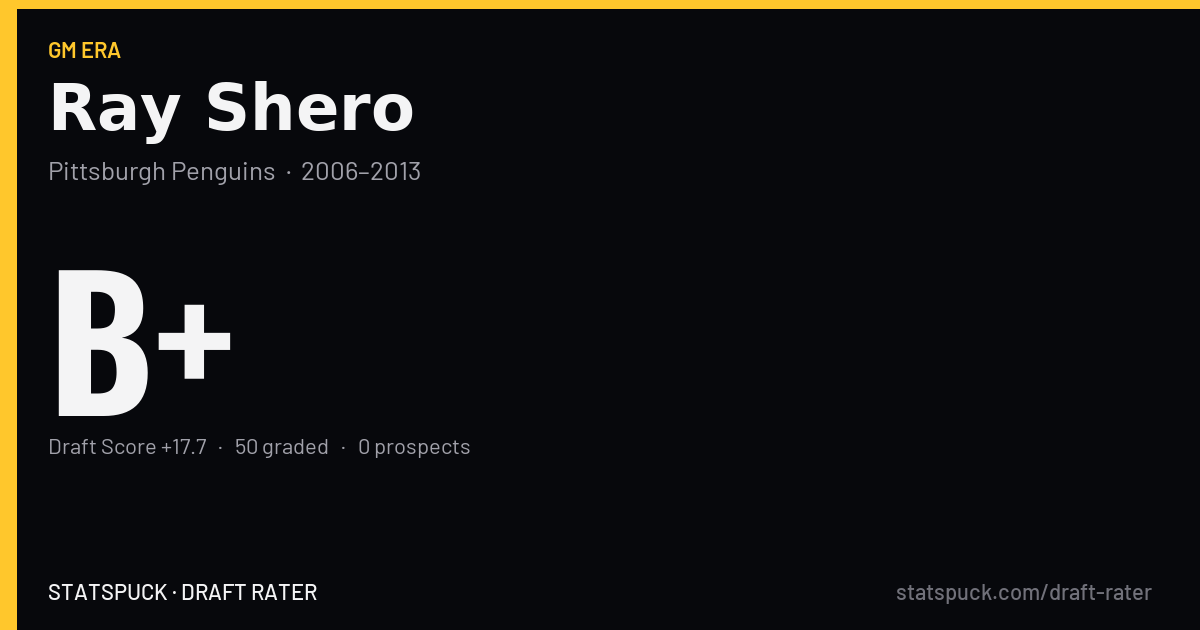 GM ERA
Ray Shero
Pittsburgh Penguins · 2006–2013
B+
Draft Score +17.7 · 50 graded · 0 prospects
STATSPUCK · DRAFT RATER
statspuck.com/draft-rater